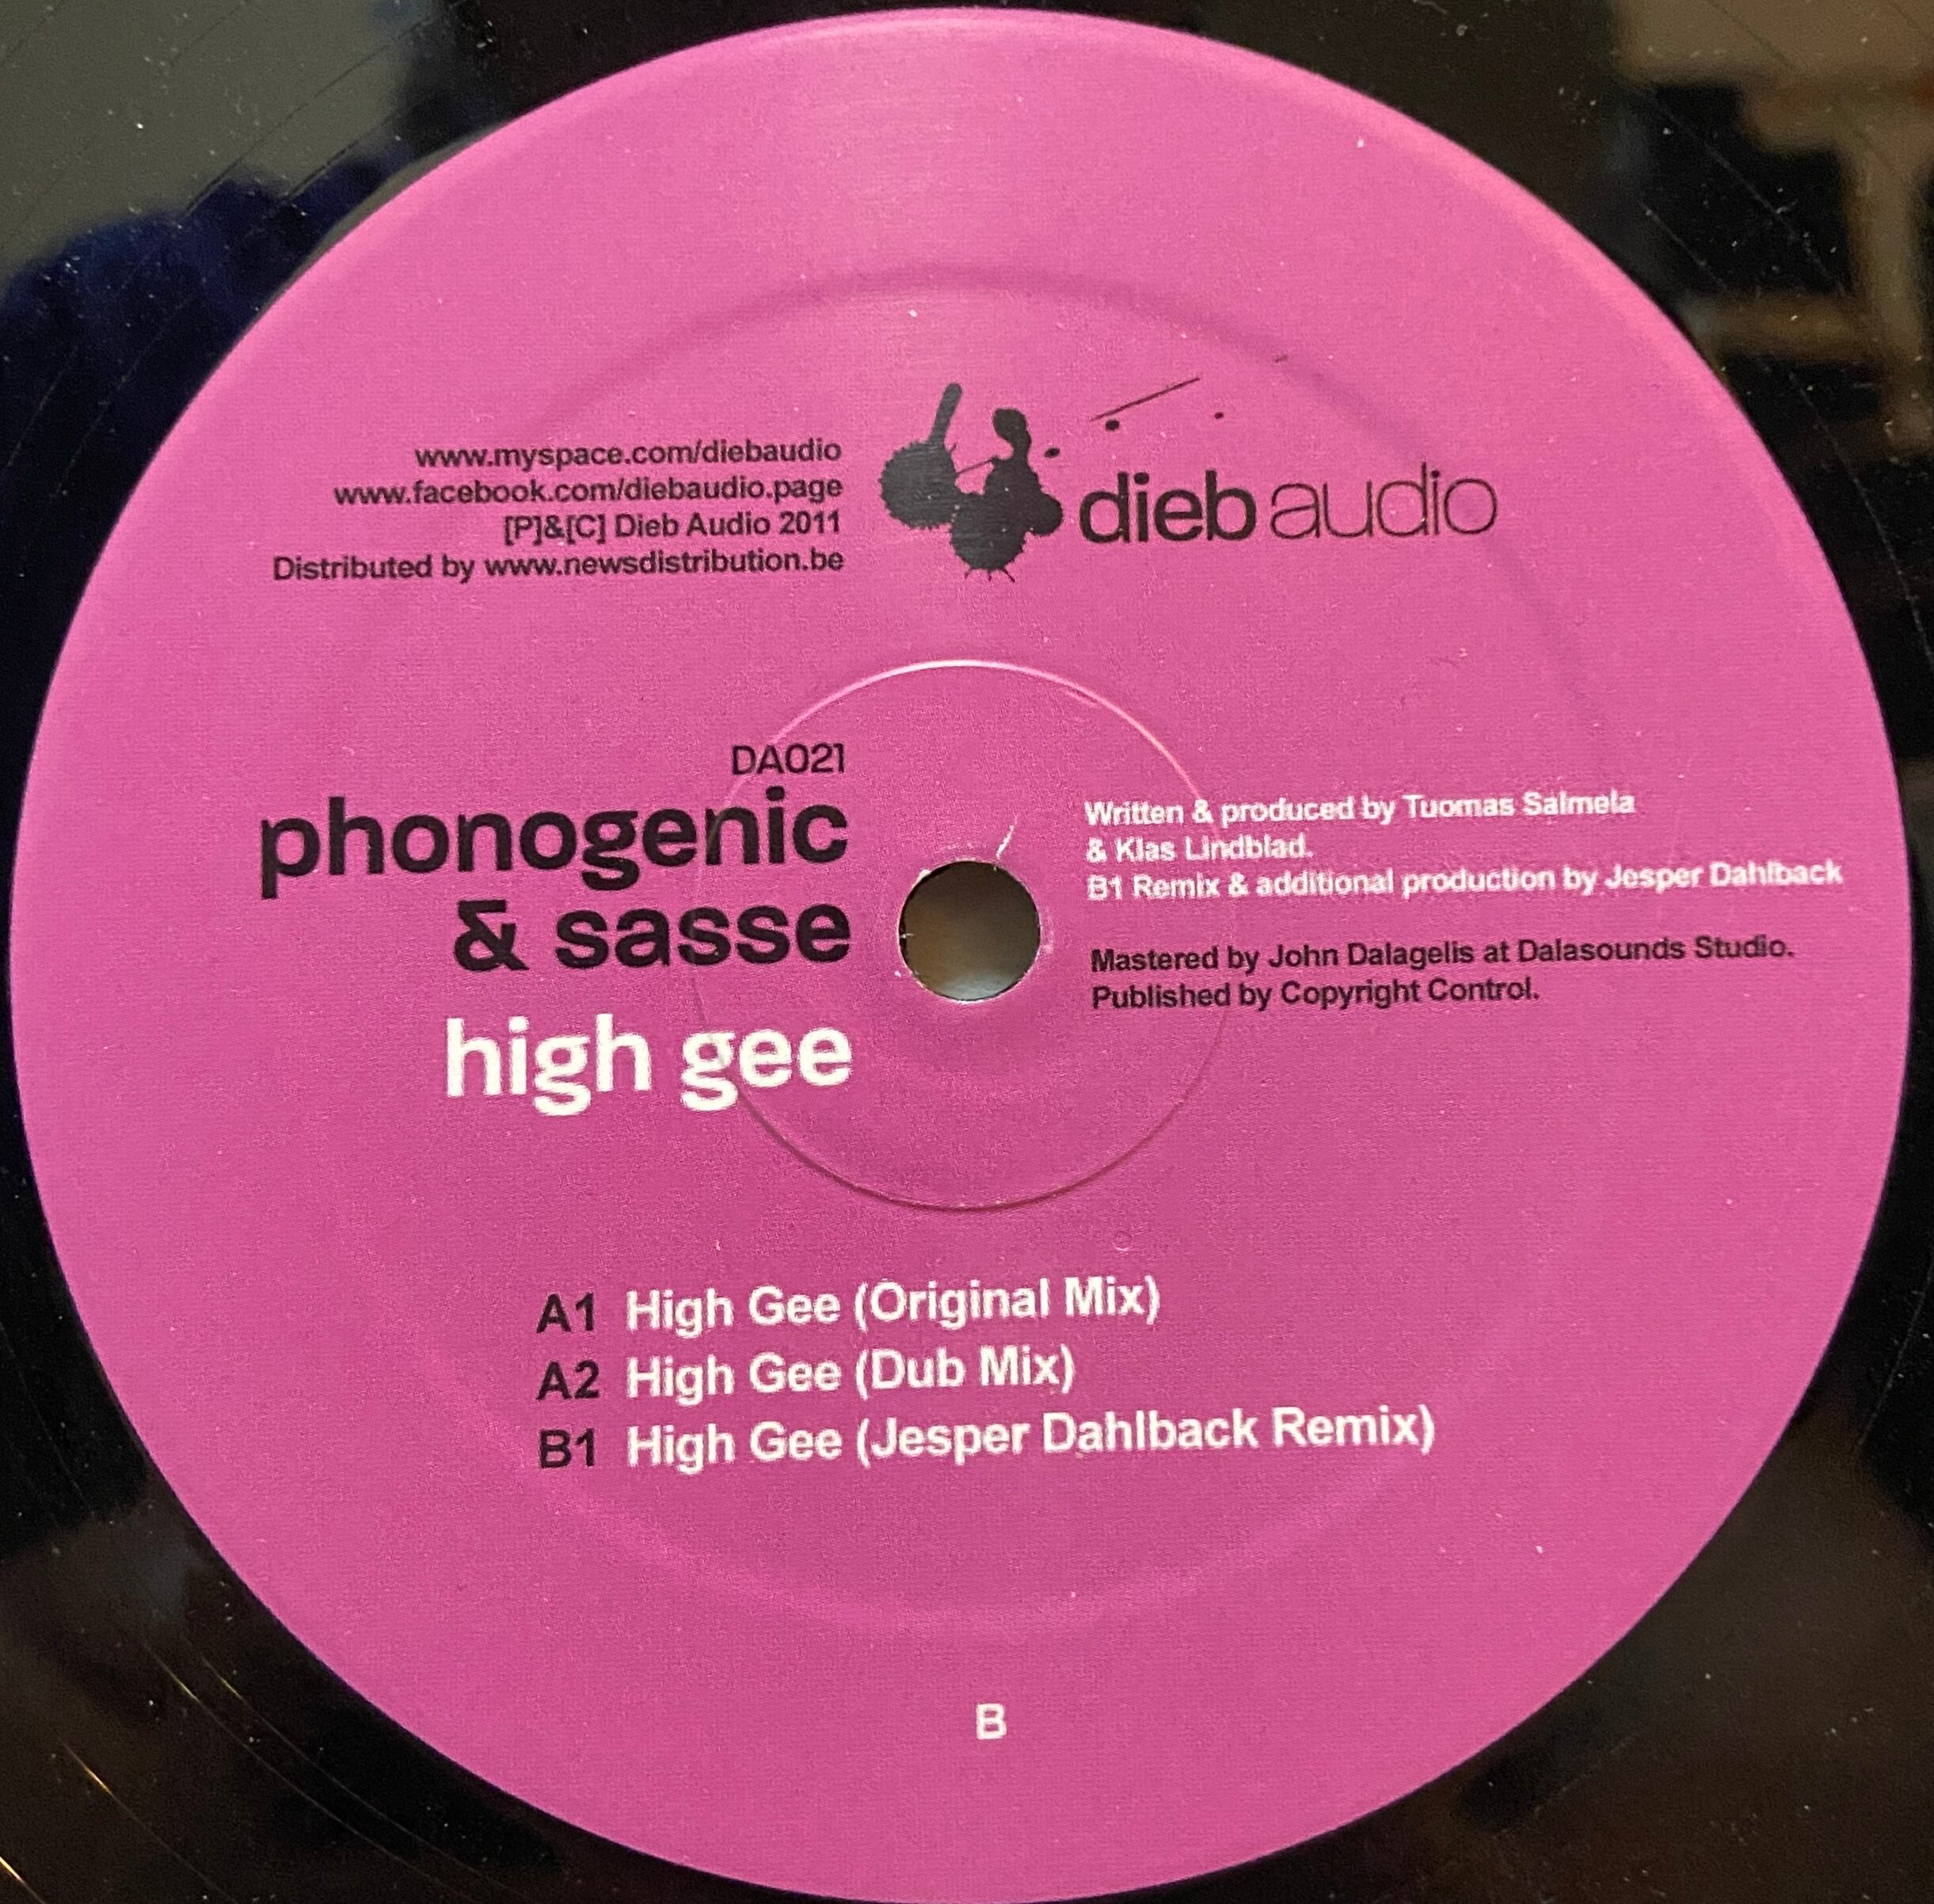 www.myspace.com/diebaudio
www.facebook.com/diebaudio.page
[P]&[C] Dieb Audio 2011
Distributed by www.newsdistribution.be
dieb audio
DA021
phonogenic
& sasse
high gee
Written & produced by Tuomas Salmela
& Klas Lindblad.
B1 Remix & additional production by Jesper Dahlback
Mastered by John Dalagelis at Dalasounds Studio.
Published by Copyright Control.
A1 High Gee (Original Mix)
A2 High Gee (Dub Mix)
B1 High Gee (Jesper Dahlback Remix)
B